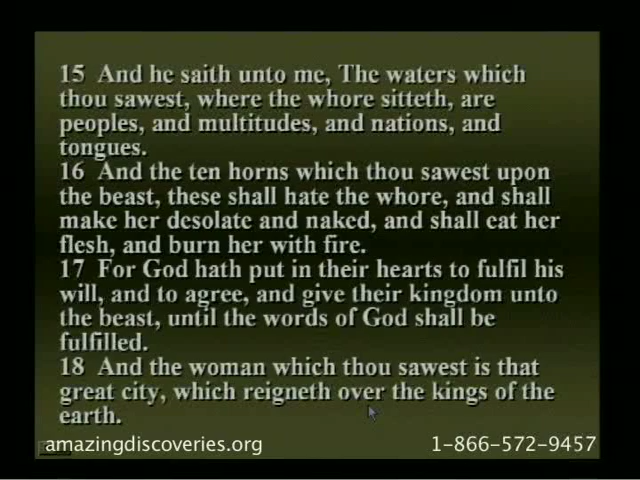 15 And he saith unto me, The waters which
thou sawest, where the whore sitteth, are
peoples, and multitudes, and nations, and
tongues.
16 And the ten horns which thou sawest upon
the beast, these shall hate the whore, and shall
make her desolate and naked, and shall eat her
flesh, and burn her with fire.
17 For God hath put in their hearts to fulfil his
will, and to agree, and give their kingdom unto
the beast, until the words of God shall be
fulfilled.
18 And the woman which thou sawest is that
great city, which reigneth over the kings of the
earth.
amazingdiscoveries.org 1-866-572-9457